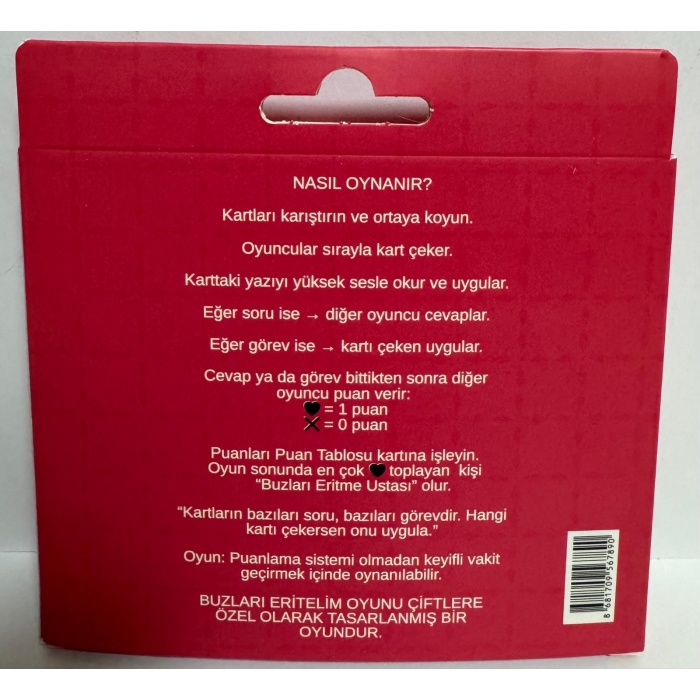 NASIL OYNANIR?
Kartları karıştırın ve ortaya koyun.
Oyuncular sırayla kart çeker.
Karttaki yazıyı yüksek sesle okur ve uygular.
Eğer soru ise → diğer oyuncu cevaplar.
Eğer görev ise → kartı çeken uygular.
Cevap ya da görev bittikten sonra diğer
oyuncu puan verir:
🖤 = 1 puan
✕ = 0 puan
Puanları Puan Tablosu kartına işleyin.
Oyun sonunda en çok 🖤 toplayan kişi
“Buzları Eritme Ustası” olur.
“Kartların bazıları soru, bazıları görevdir. Hangi
kartı çekersen onu uygula.”
Oyun: Puanlama sistemi olmadan keyifli vakit
geçirmek içinde oynanılabilir.
BUZLARI ERİTELİM OYUNU ÇİFTLERE
ÖZEL OLARAK TASARLANMIŞ BİR
OYUNDUR.
8 681709 567890